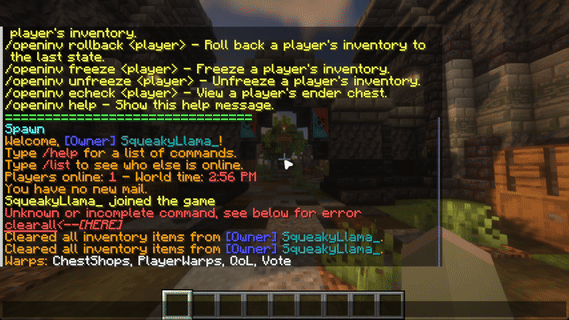 player's inventory.
/openinv rollback <player> - Roll back a player's inventory to
the last state.
/openinv freeze <player> - Freeze a player's inventory.
/openinv unfreeze <player> - Unfreeze a player's inventory.
/openinv echeck <player> - View a player's ender chest.
/openinv help - Show this help message.
==============================
Spawn
Welcome, [Owner] SqueakyLlama_!
Type /help for a list of commands.
Type /list to see who else is online.
Players online: 1 - World time: 2:56 PM
You have no new mail.
SqueakyLlama_ joined the game
Unknown or incomplete command, see below for error
clearall<--[HERE]
Cleared all inventory items from [Owner] SqueakyLlama_.
Cleared all inventory items from [Owner] SqueakyLlama_.
Warps: ChestShops, PlayerWarps, QoL, Vote